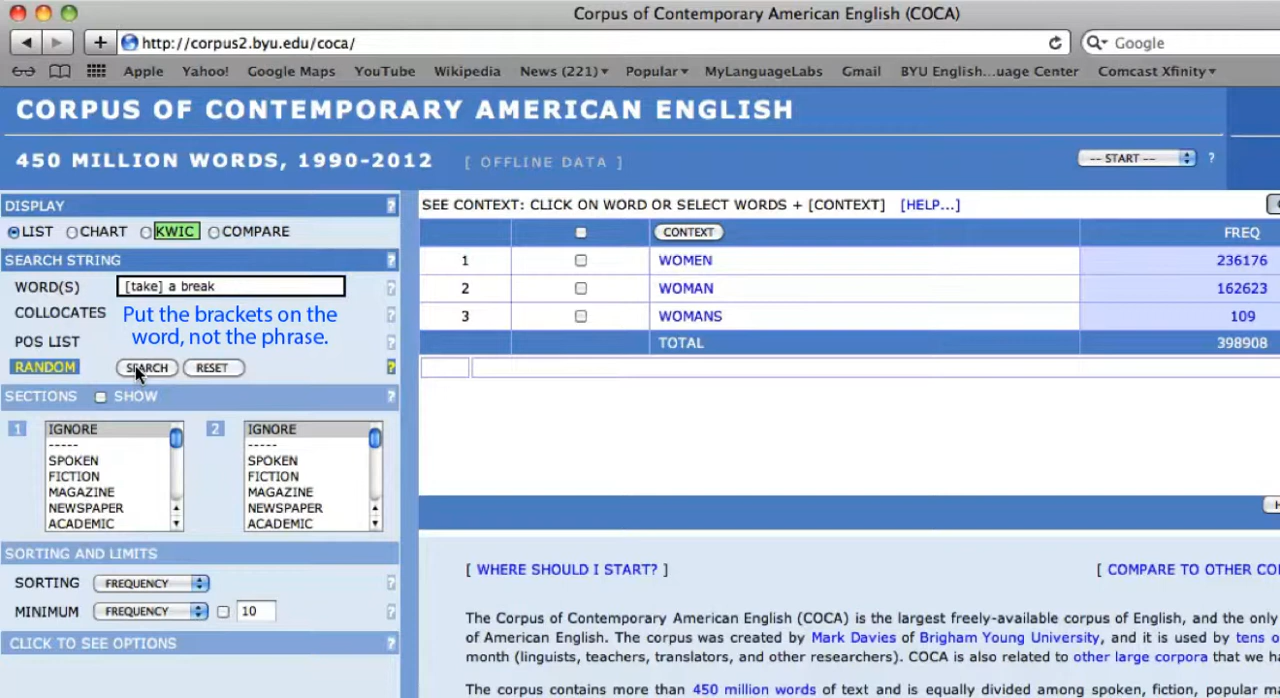 Corpus of Contemporary American English (COCA)
http://corpus2.byu.edu/coca/
Google
Apple Yahoo! Google Maps YouTube Wikipedia News (221) Popular MyLanguageLabs Gmail BYU English...uage Center Comcast Xfinity
CORPUS OF CONTEMPORARY AMERICAN ENGLISH
450 MILLION WORDS, 1990-2012 [ OFFLINE DATA ] -- START -- ?
DISPLAY ?
LIST CHART KWIC COMPARE
SEARCH STRING ?
WORD(S) [take] a break ?
COLLOCATES ?
Put the brackets on the
word, not the phrase.
POS LIST ?
RANDOM SEARCH RESET ?
SECTIONS SHOW ?
1 IGNORE 2 IGNORE
----- -----
SPOKEN SPOKEN
FICTION FICTION
MAGAZINE MAGAZINE
NEWSPAPER NEWSPAPER
ACADEMIC ACADEMIC
SORTING AND LIMITS
SORTING FREQUENCY ?
MINIMUM FREQUENCY 10 ?
CLICK TO SEE OPTIONS ?
SEE CONTEXT: CLICK ON WORD OR SELECT WORDS + [CONTEXT] [HELP...]
CONTEXT FREQ
1 WOMEN 236176
2 WOMAN 162623
3 WOMANS 109
TOTAL 398908
[ WHERE SHOULD I START? ] [ COMPARE TO OTHER CO
The Corpus of Contemporary American English (COCA) is the largest freely-available corpus of English, and the only
of American English. The corpus was created by Mark Davies of Brigham Young University, and it is used by tens o
month (linguists, teachers, translators, and other researchers). COCA is also related to other large corpora that we ha
The corpus contains more than 450 million words of text and is equally divided among spoken, fiction, popular m